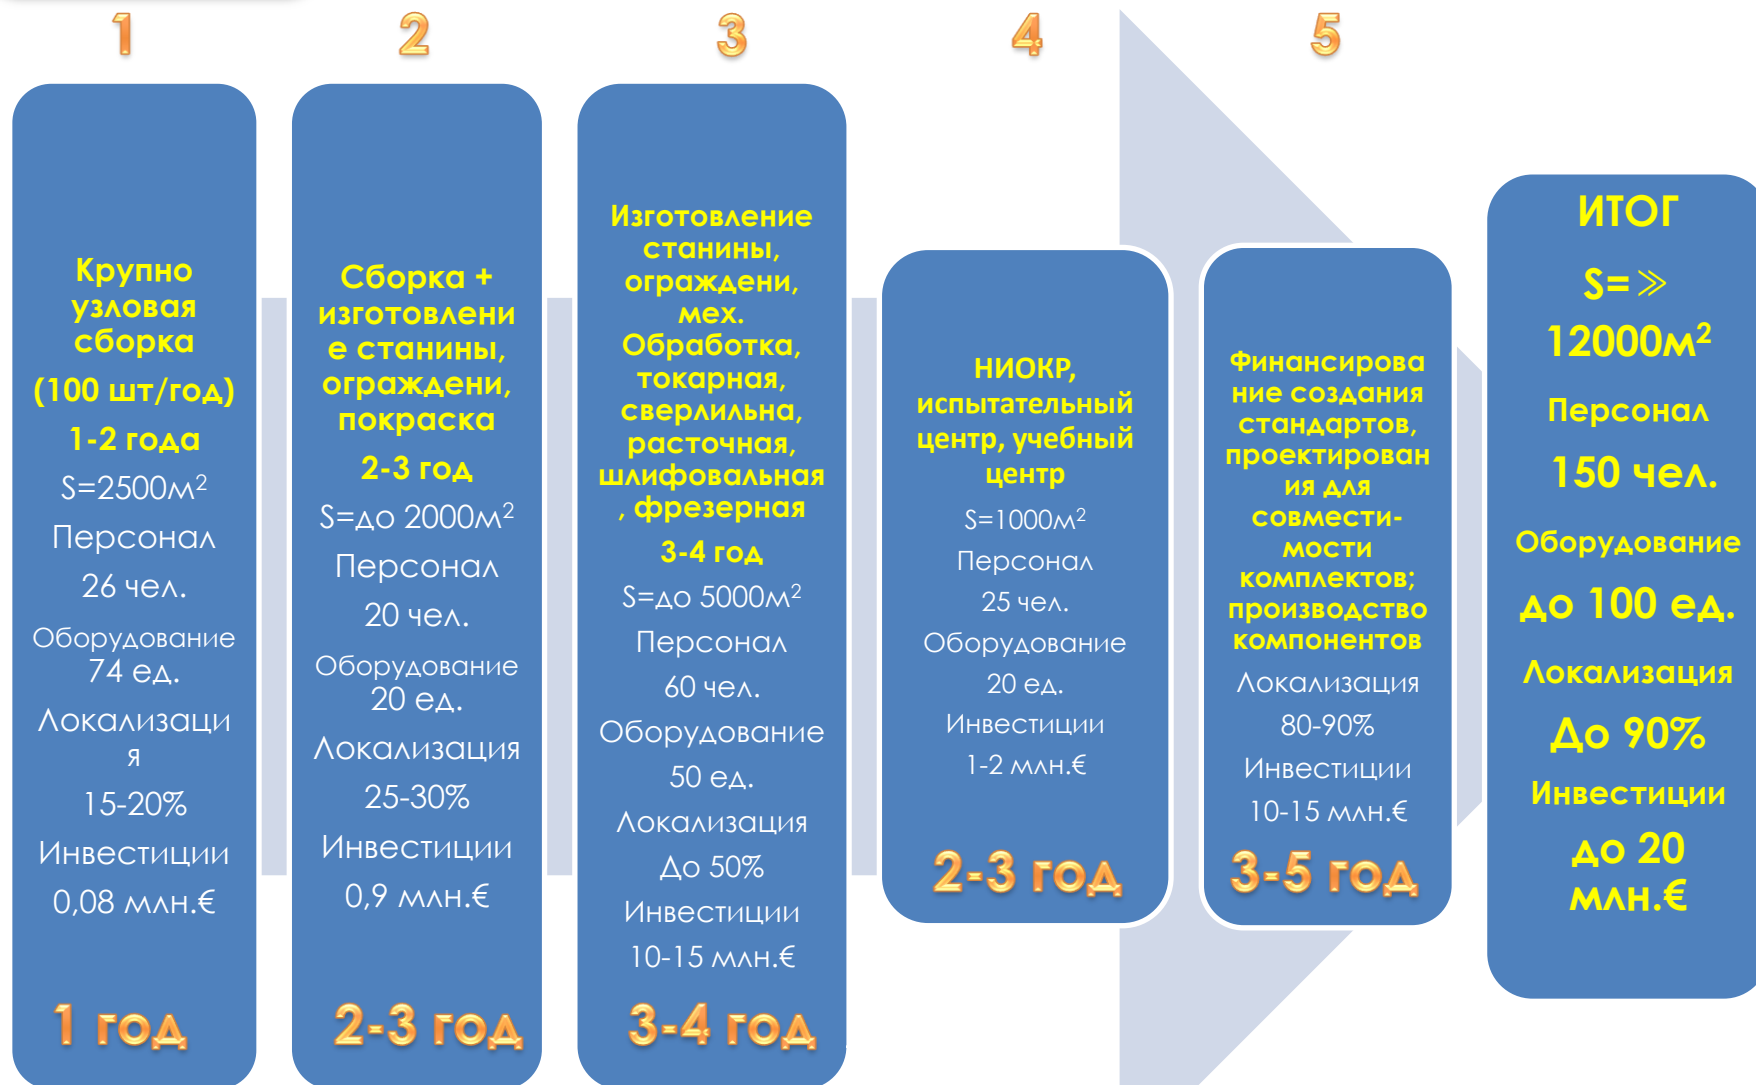 1
Крупно
узловая
сборка
(100 шт/год)
1-2 года
S=2500м²
Персонал
26 чел.
Оборудование
74 ед.
Локализаци
я
15-20%
Инвестиции
0,08 млн.€
1 год
2
Сборка +
изготовлени
е станины,
ограждени,
покраска
2-3 год
S=до 2000м²
Персонал
20 чел.
Оборудование
20 ед.
Локализация
25-30%
Инвестиции
0,9 млн.€
2-3 год
3
Изготовление
станины,
ограждени,
мех.
Обработка,
токарная,
сверлильна,
расточная,
шлифовальная
, фрезерная
3-4 год
S=до 5000м²
Персонал
60 чел.
Оборудование
50 ед.
Локализация
До 50%
Инвестиции
10-15 млн.€
3-4 год
4
НИОКР,
испытательный
центр, учебный
центр
S=1000м²
Персонал
25 чел.
Оборудование
20 ед.
Инвестиции
1-2 млн.€
2-3 год
5
Финансирова
ние создания
стандартов,
проектирован
ия для
совмести-
мости
комплектов;
производство
компонентов
Локализация
80-90%
Инвестиции
10-15 млн.€
3-5 год
ИТОГ
S=≫
12000м²
Персонал
150 чел.
Оборудование
до 100 ед.
Локализация
До 90%
Инвестиции
до 20
млн.€